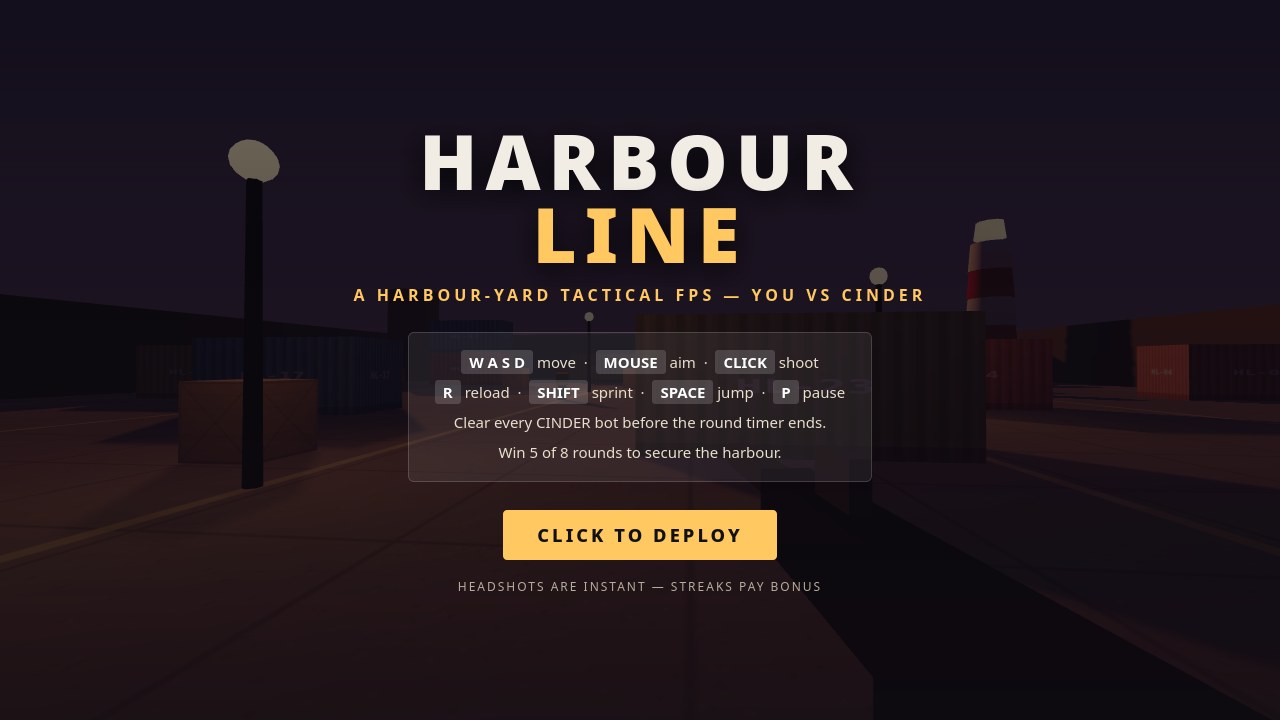 HARBOUR
LINE
A HARBOUR-YARD TACTICAL FPS — YOU VS CINDER
W A S D move · MOUSE aim · CLICK shoot
R reload · SHIFT sprint · SPACE jump · P pause
Clear every CINDER bot before the round timer ends.
Win 5 of 8 rounds to secure the harbour.
CLICK TO DEPLOY
HEADSHOTS ARE INSTANT — STREAKS PAY BONUS